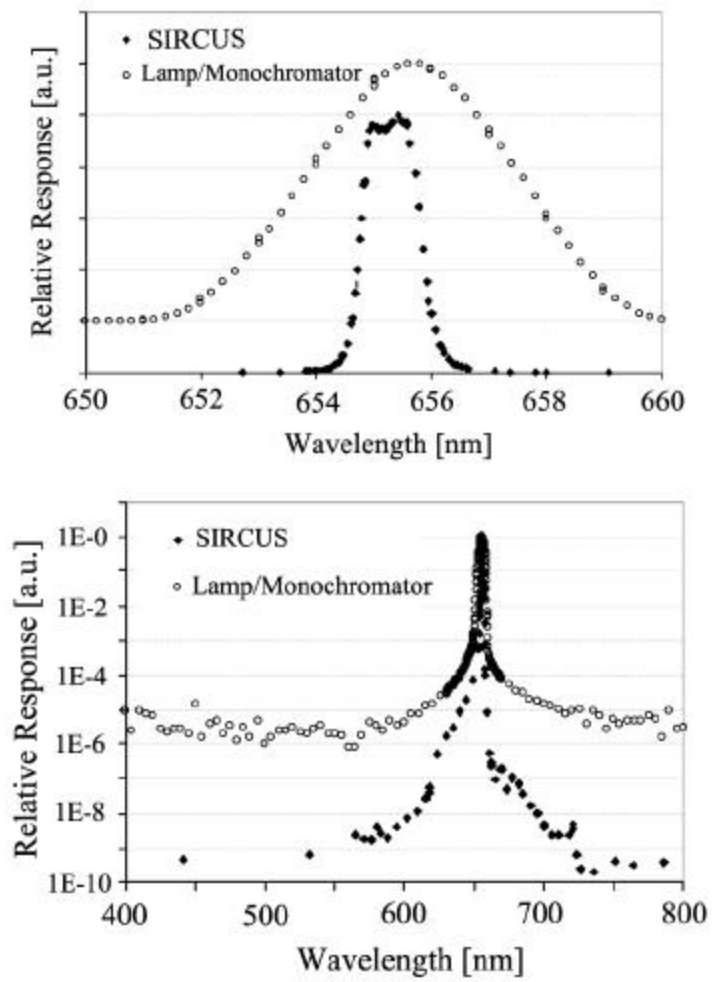 Relative Response [a.u.]
SIRCUS
Lamp/Monochromator
650 652 654 656 658 660
Wavelength [nm]
Relative Response [a.u.]
1E-0
1E-2
1E-4
1E-6
1E-8
1E-10
SIRCUS
Lamp/Monochromator
400 500 600 700 800
Wavelength [nm]